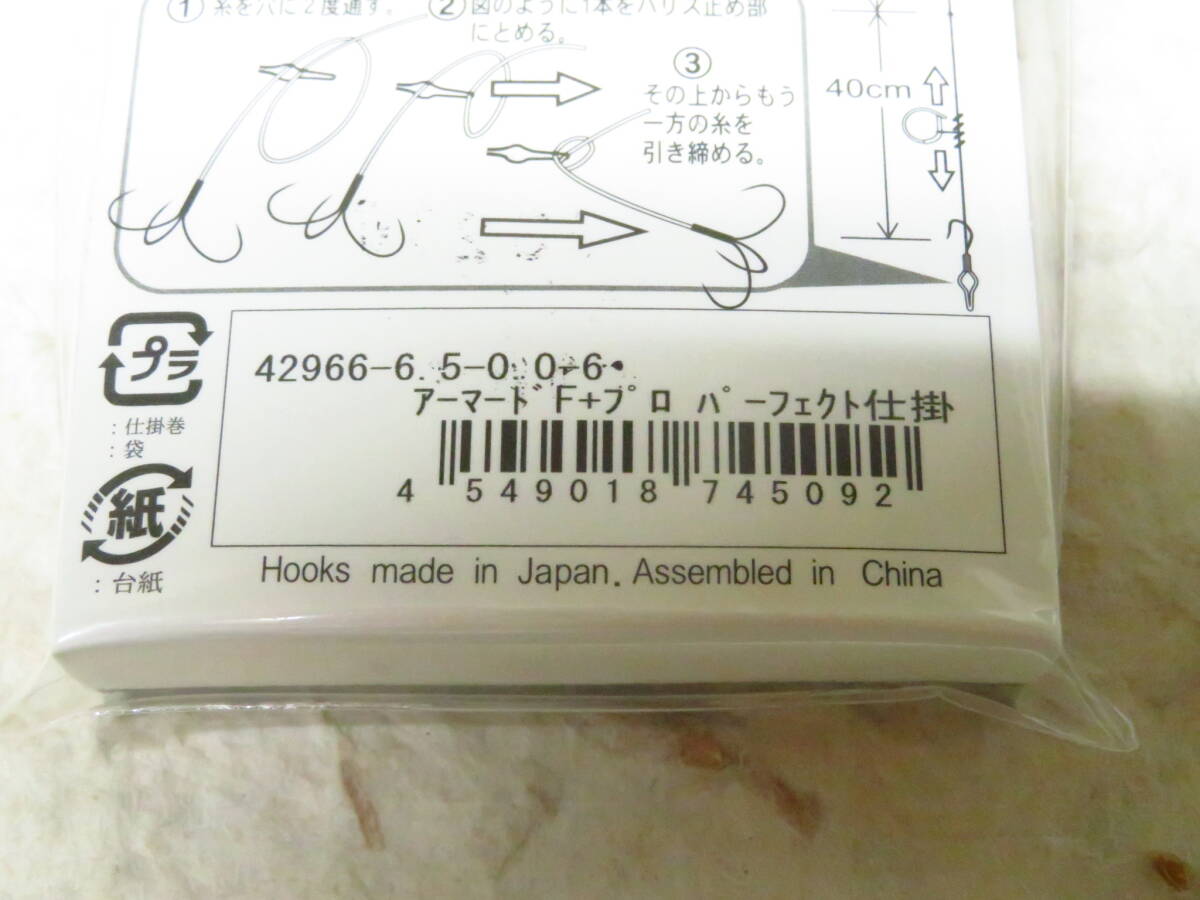 ① 糸を穴に2度通す。
② 図のように1本をハリス止め部
にとめる。
③
その上からもう
一方の糸を
引き締める。
40cm
プラ
: 仕掛巻
: 袋
紙
: 台紙
42966-6.5-0.0-6
ｱｰﾏｰﾄﾞF+ﾌﾟﾛ ﾊﾟｰﾌｪｸﾄ仕掛
4 549018 745092
Hooks made in Japan. Assembled in China